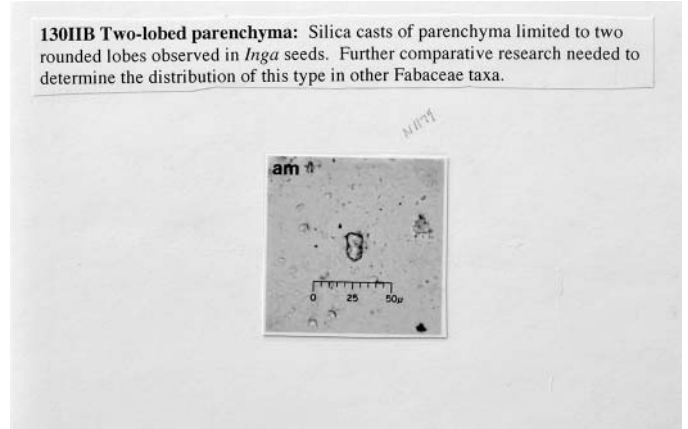 130IIB Two-lobed parenchyma: Silica casts of parenchyma limited to two
rounded lobes observed in Inga seeds. Further comparative research needed to
determine the distribution of this type in other Fabaceae taxa.
am
0 25 50μ